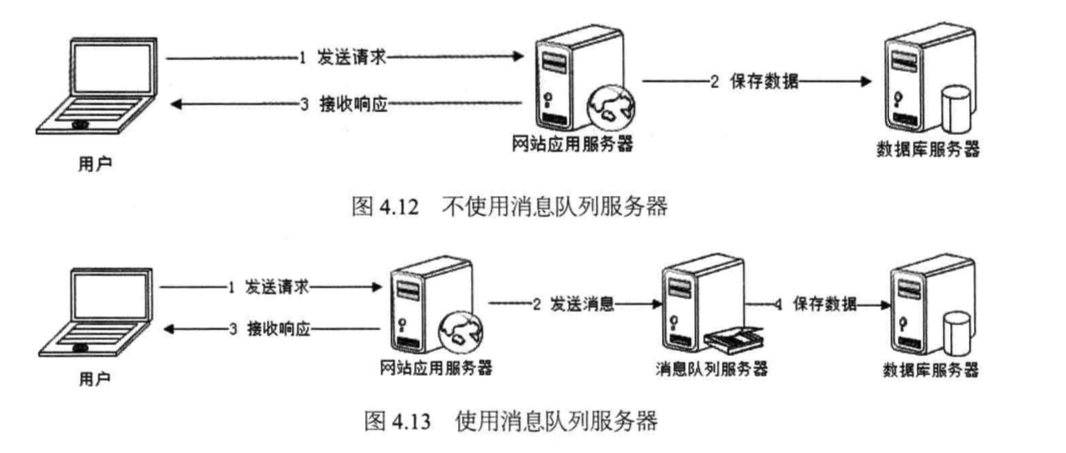 1 发送请求
2 保存数据
3 接收响应
用户
网站应用服务器
数据库服务器
图 4.12 不使用消息队列服务器
1 发送请求
2 发送消息
4 保存数据
3 接收响应
用户
网站应用服务器
消息队列服务器
数据库服务器
图 4.13 使用消息队列服务器